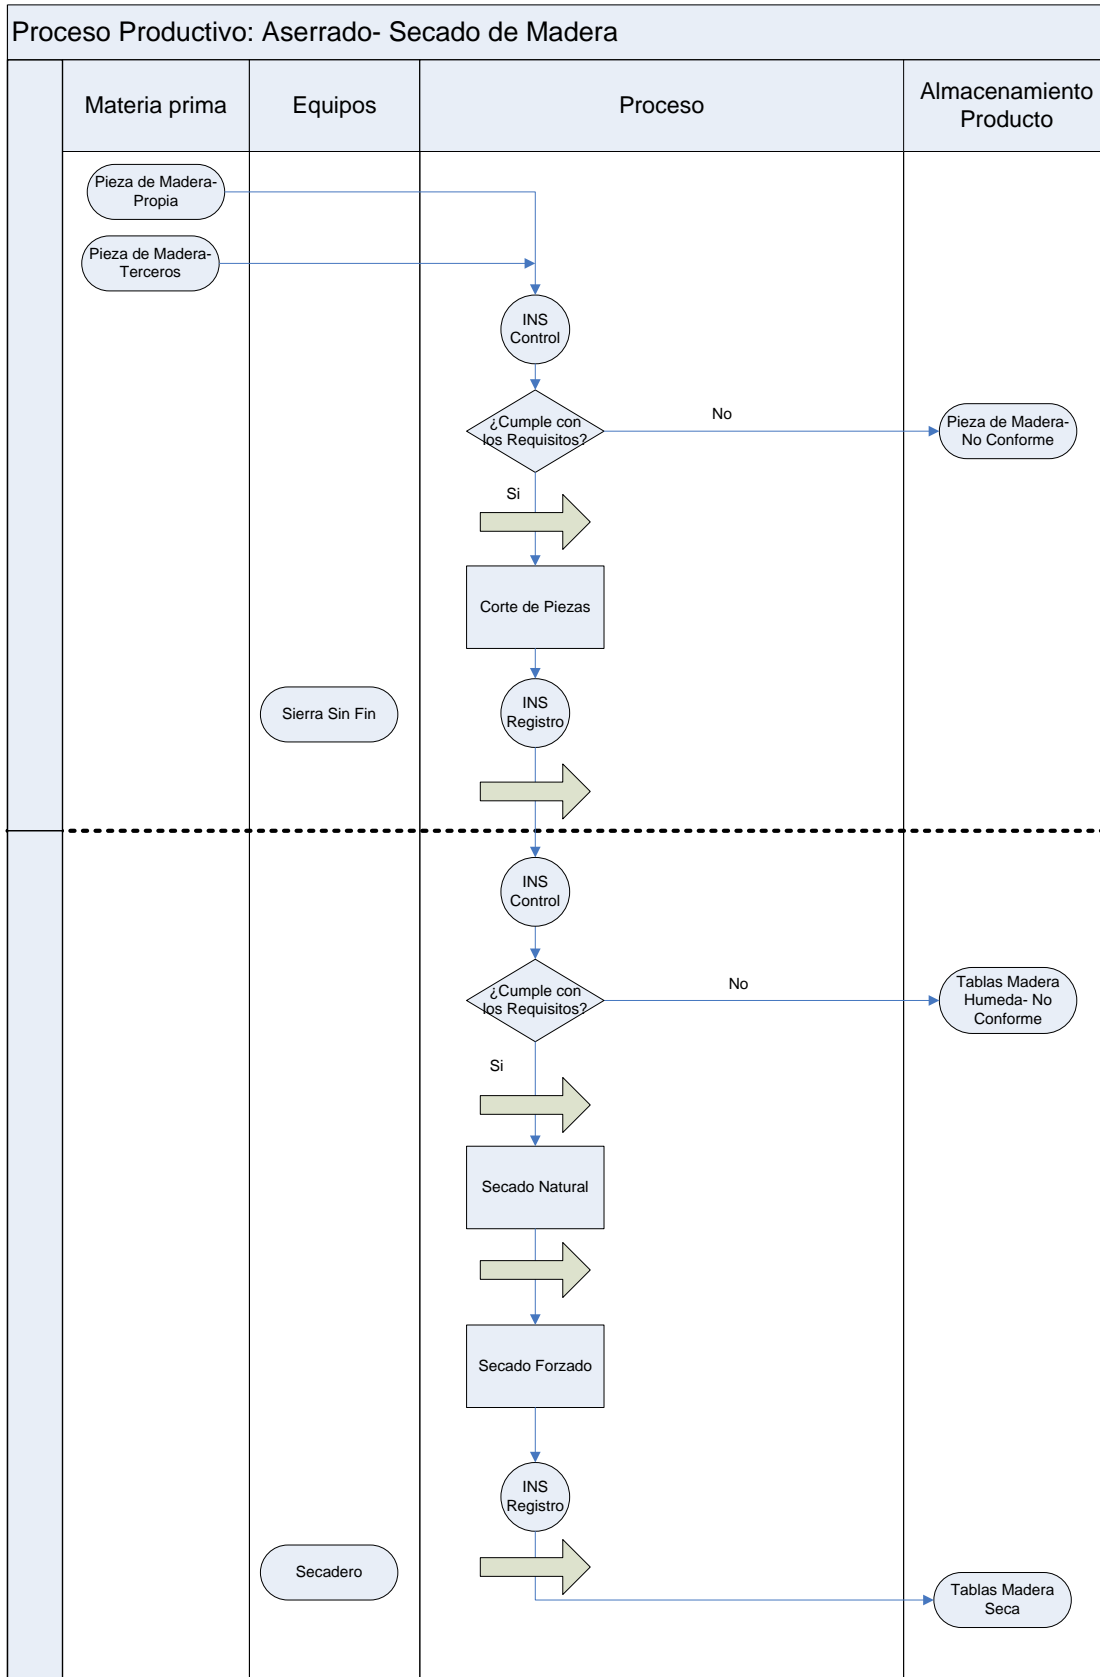 Proceso Productivo: Aserrado- Secado de Madera
Materia prima
Equipos
Proceso
Almacenamiento
Producto
Pieza de Madera-
Propia
Pieza de Madera-
Terceros
INS
Control
¿Cumple con
los Requisitos?
No
Pieza de Madera-
No Conforme
Si
Corte de Piezas
Sierra Sin Fin
INS
Registro
INS
Control
¿Cumple con
los Requisitos?
No
Tablas Madera
Humeda- No
Conforme
Si
Secado Natural
Secado Forzado
INS
Registro
Secadero
Tablas Madera
Seca